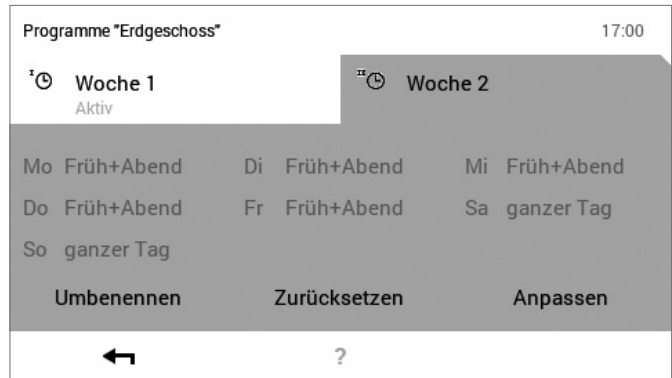 Programme "Erdgeschoss" 17:00
I Woche 1 II Woche 2
Aktiv
Mo Früh+Abend Di Früh+Abend Mi Früh+Abend
Do Früh+Abend Fr Früh+Abend Sa ganzer Tag
So ganzer Tag
Umbenennen Zurücksetzen Anpassen
?